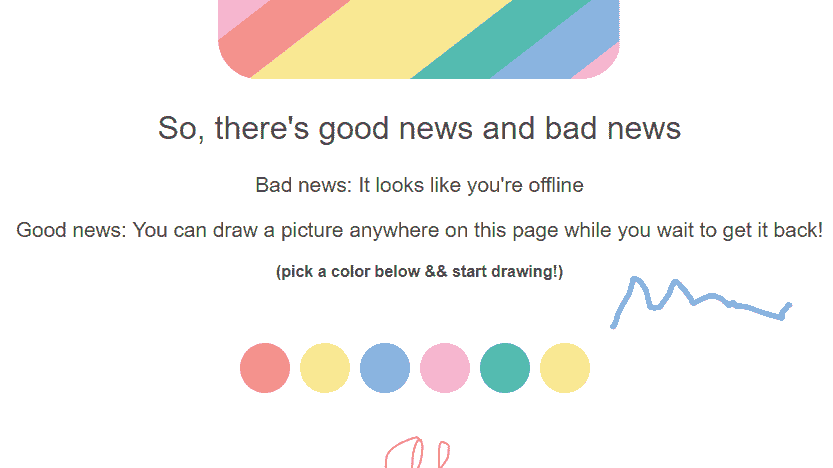 So, there's good news and bad news
Bad news: It looks like you're offline
Good news: You can draw a picture anywhere on this page while you wait to get it back!
(pick a color below && start drawing!)